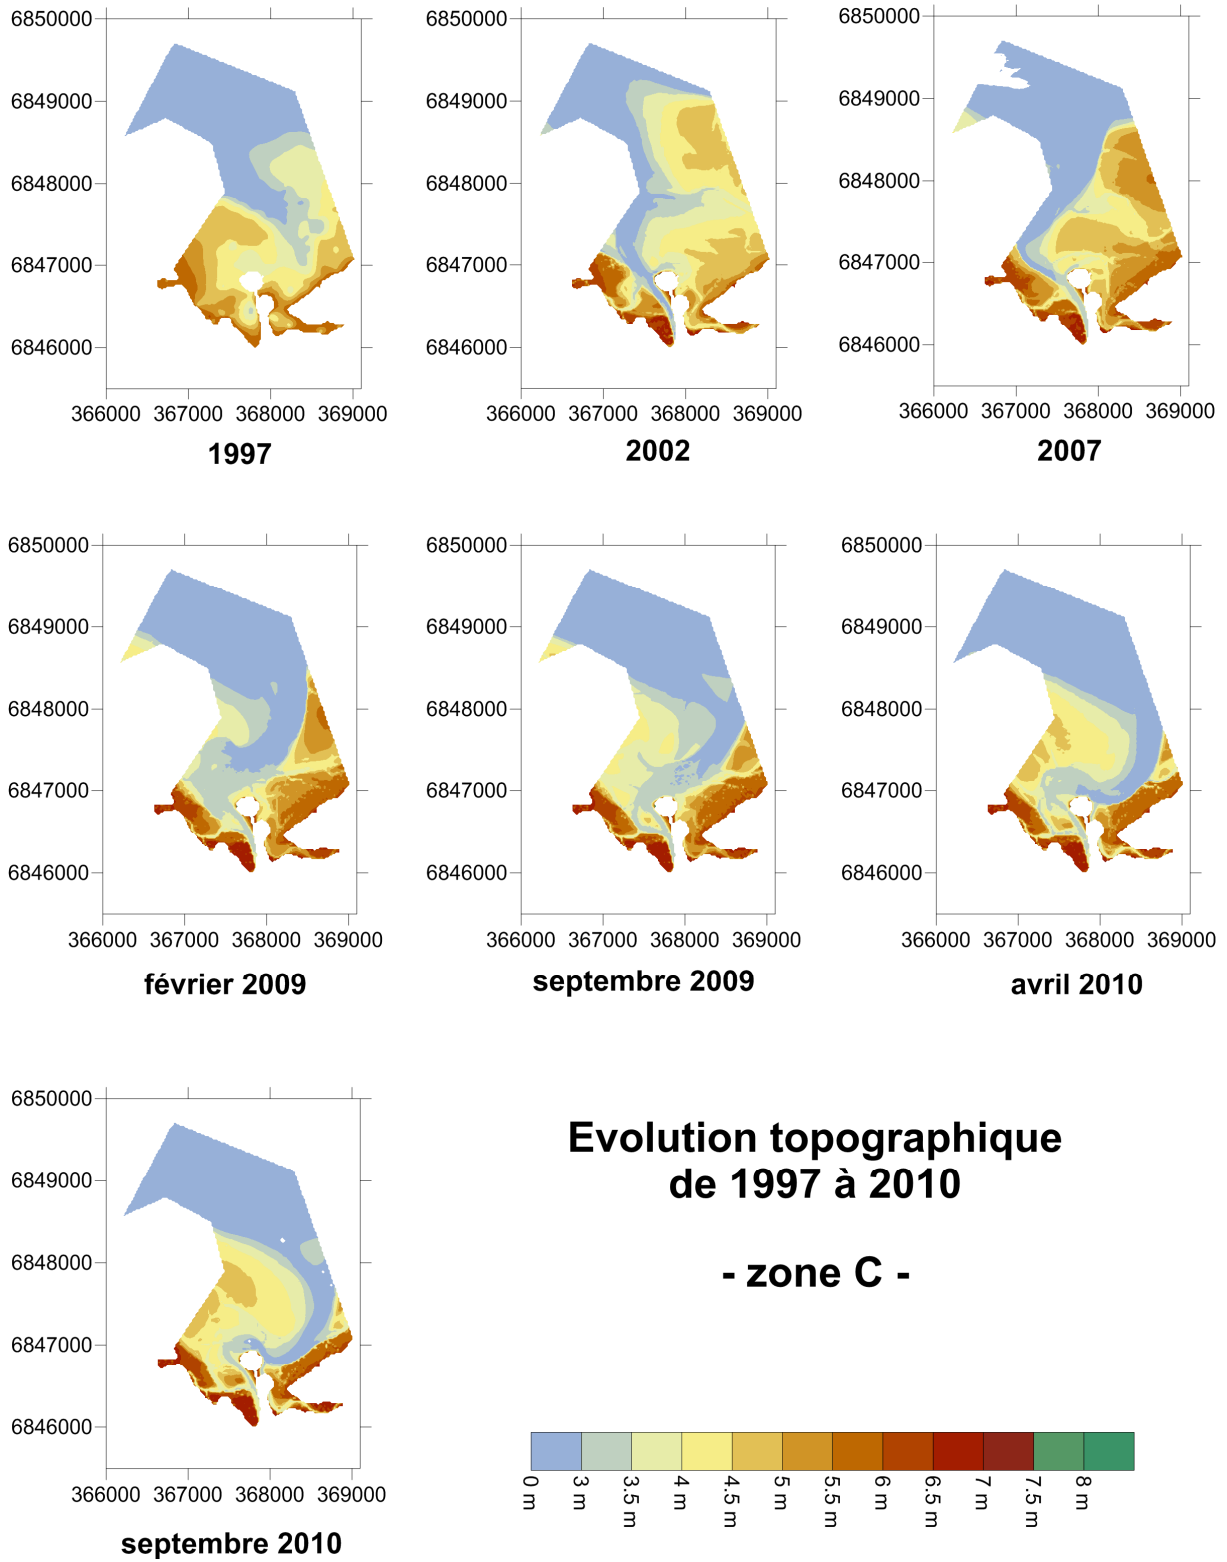 6850000
6849000
6848000
6847000
6846000
366000 367000 368000 369000
1997
6850000
6849000
6848000
6847000
6846000
366000 367000 368000 369000
2002
6850000
6849000
6848000
6847000
6846000
366000 367000 368000 369000
2007
6850000
6849000
6848000
6847000
6846000
366000 367000 368000 369000
février 2009
6850000
6849000
6848000
6847000
6846000
366000 367000 368000 369000
septembre 2009
6850000
6849000
6848000
6847000
6846000
366000 367000 368000 369000
avril 2010
6850000
6849000
6848000
6847000
6846000
366000 367000 368000 369000
septembre 2010
Evolution topographique
de 1997 à 2010
- zone C -
0 m
3 m
3.5 m
4 m
4.5 m
5 m
5.5 m
6 m
6.5 m
7 m
7.5 m
8 m